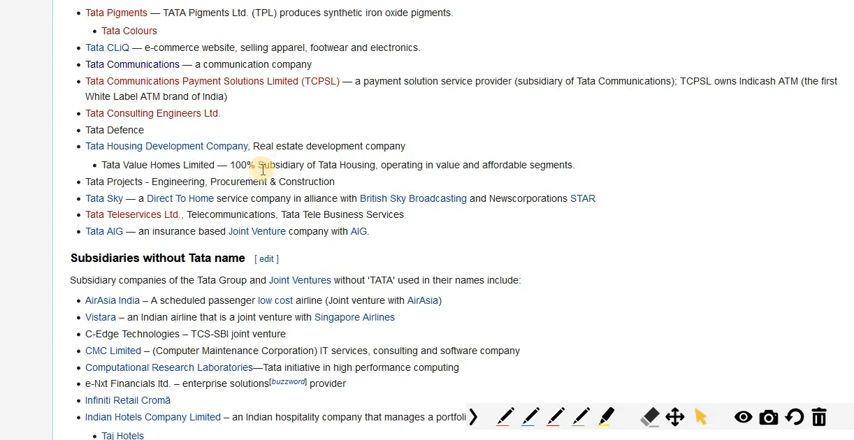 Tata Pigments — TATA Pigments Ltd. (TPL) produces synthetic iron oxide pigments.
Tata Colours
Tata CLiQ — e-commerce website, selling apparel, footwear and electronics.
Tata Communications — a communication company
Tata Communications Payment Solutions Limited (TCPSL) — a payment solution service provider (subsidiary of Tata Communications); TCPSL owns Indicash ATM (the first
White Label ATM brand of India)
Tata Consulting Engineers Ltd.
Tata Defence
Tata Housing Development Company, Real estate development company
Tata Value Homes Limited — 100% Subsidiary of Tata Housing, operating in value and affordable segments.
Tata Projects - Engineering, Procurement & Construction
Tata Sky — a Direct To Home service company in alliance with British Sky Broadcasting and Newscorporations STAR
Tata Teleservices Ltd., Telecommunications, Tata Tele Business Services
Tata AIG — an insurance based Joint Venture company with AIG.
Subsidiaries without Tata name [ edit ]
Subsidiary companies of the Tata Group and Joint Ventures without 'TATA' used in their names include:
AirAsia India – A scheduled passenger low cost airline (Joint venture with AirAsia)
Vistara – an Indian airline that is a joint venture with Singapore Airlines
C-Edge Technologies – TCS-SBI joint venture
CMC Limited – (Computer Maintenance Corporation) IT services, consulting and software company
Computational Research Laboratories—Tata initiative in high performance computing
e-Nxt Financials ltd. – enterprise solutions[buzzword] provider
Infiniti Retail Cromā
Indian Hotels Company Limited – an Indian hospitality company that manages a portfoli
Taj Hotels